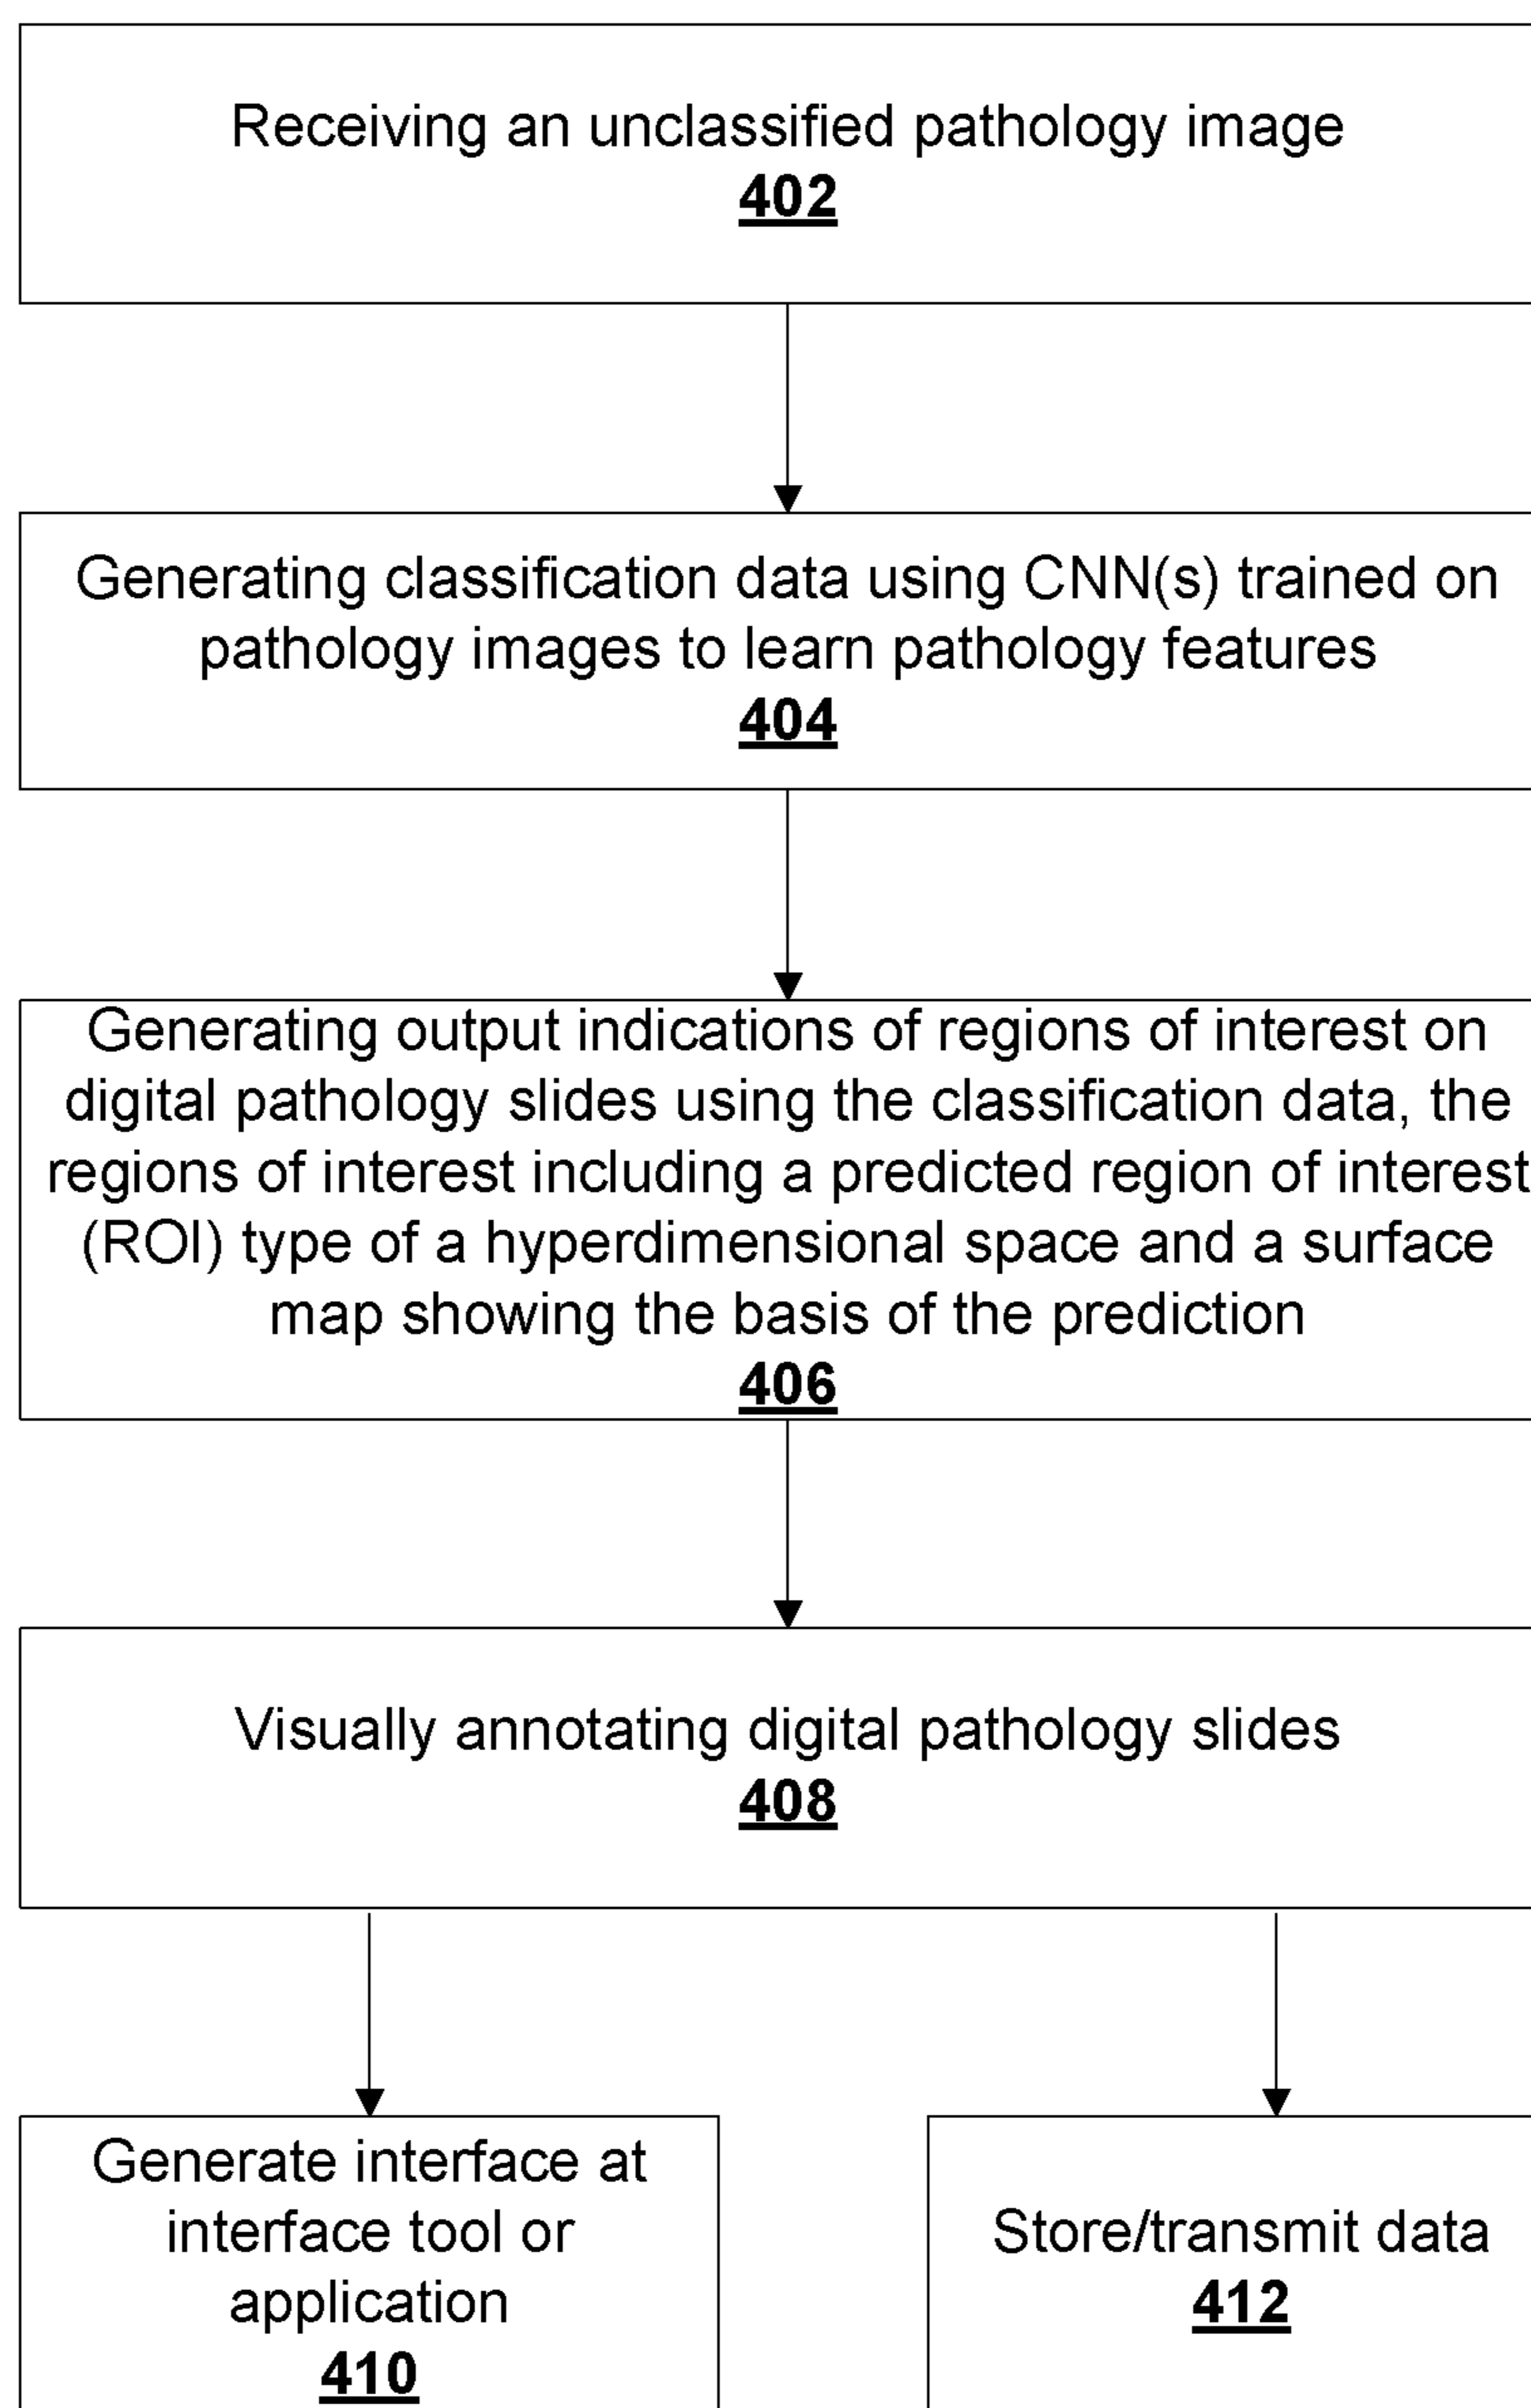 Receiving an unclassified pathology image
402
Generating classification data using CNN(s) trained on
pathology images to learn pathology features
404
Generating output indications of regions of interest on
digital pathology slides using the classification data, the
regions of interest including a predicted region of interest
(ROI) type of a hyperdimensional space and a surface
map showing the basis of the prediction
406
Visually annotating digital pathology slides
408
Generate interface at
interface tool or
application
410
Store/transmit data
412